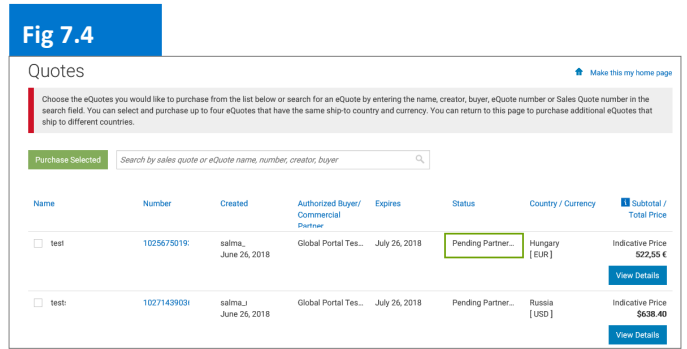 Fig 7.4
Quotes
Make this my home page
Choose the eQuotes you would like to purchase from the list below or search for an eQuote by entering the name, creator, buyer, eQuote number or Sales Quote number in the
search field. You can select and purchase up to four eQuotes that have the same ship-to country and currency. You can return to this page to purchase additional eQuotes that
ship to different countries.
Purchase Selected Search by sales quote or eQuote name, number, creator, buyer
Name Number Created Authorized Buyer/ Expires Status Country / Currency Subtotal /
Commercial Total Price
Partner
test 1025675019 salma_ Global Portal Tes... July 26, 2018 Pending Partner... Hungary Indicative Price
June 26, 2018 [ EUR ] 522,55 €
View Details
test 1027143903 salma_ Global Portal Tes... July 26, 2018 Pending Partner... Russia Indicative Price
June 26, 2018 [ USD ] $638.40
View Details